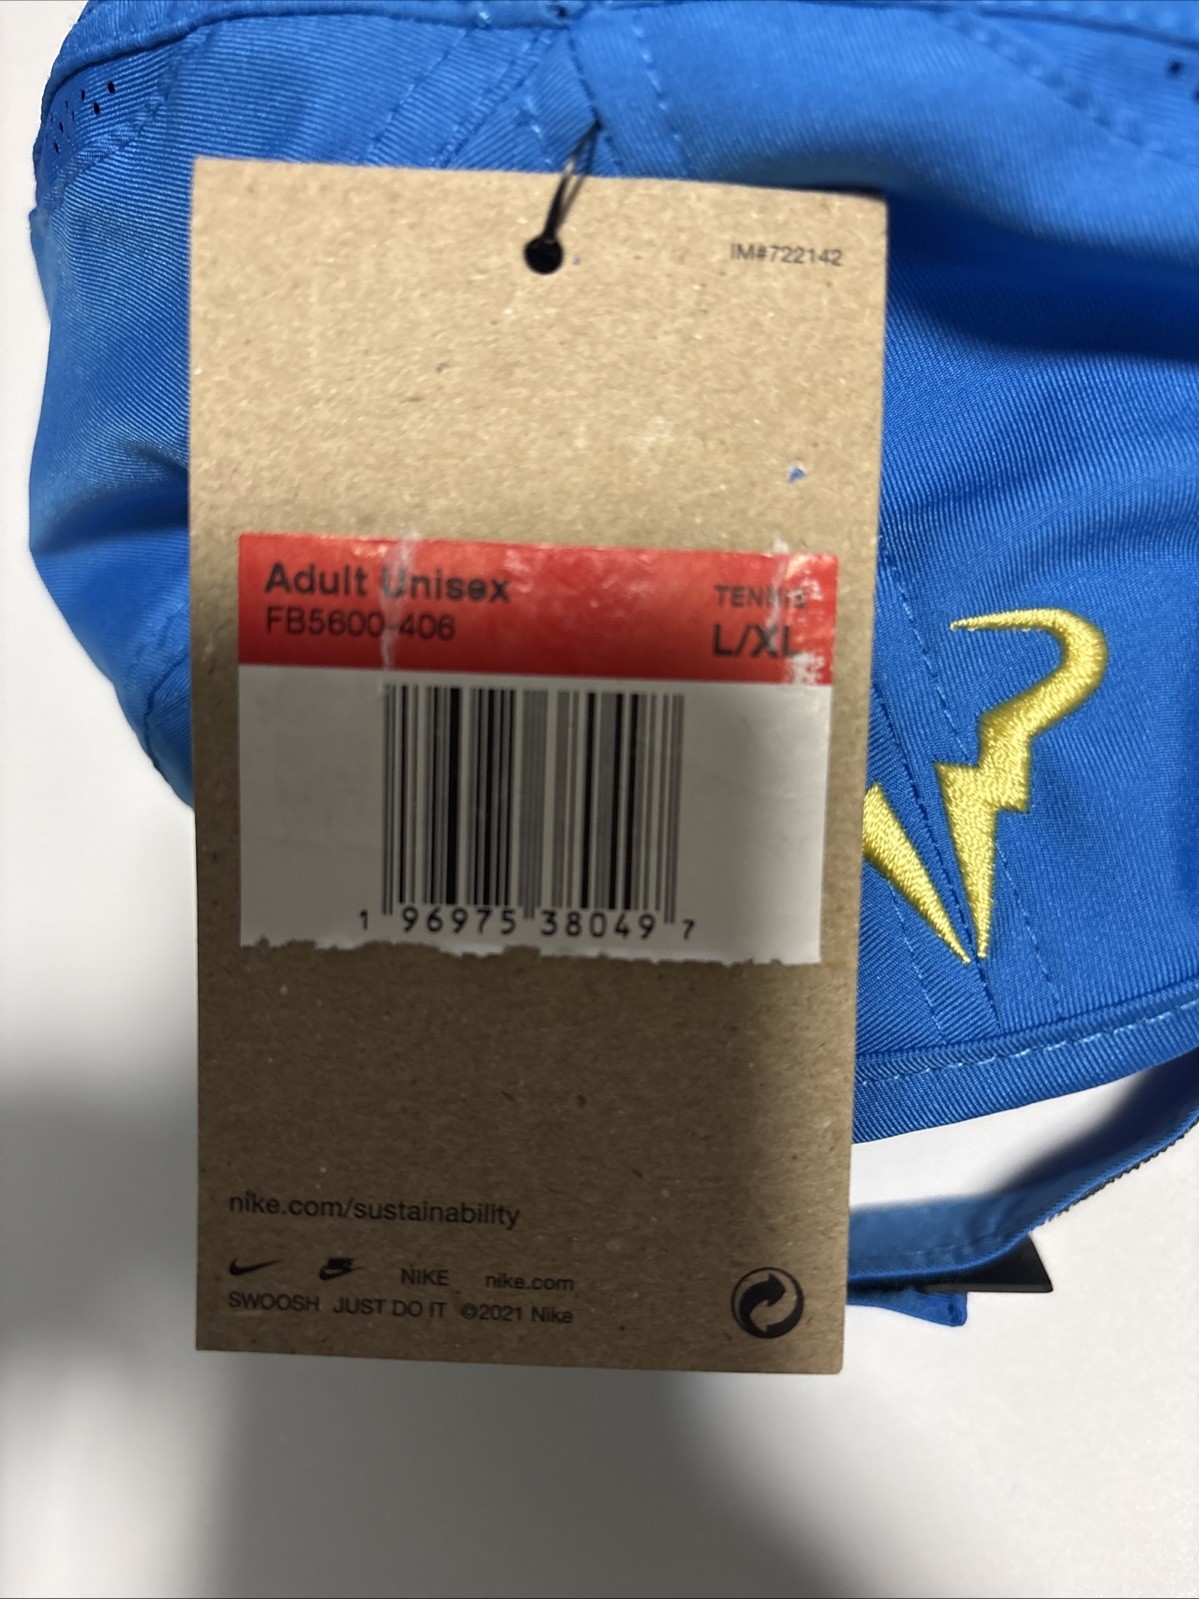 IM#722142
Adult Unisex
TENNIS
FB5600-406
L/XL
1 96975 38049 7
nike.com/sustainability
NIKE nike.com
SWOOSH JUST DO IT ©2021 Nike